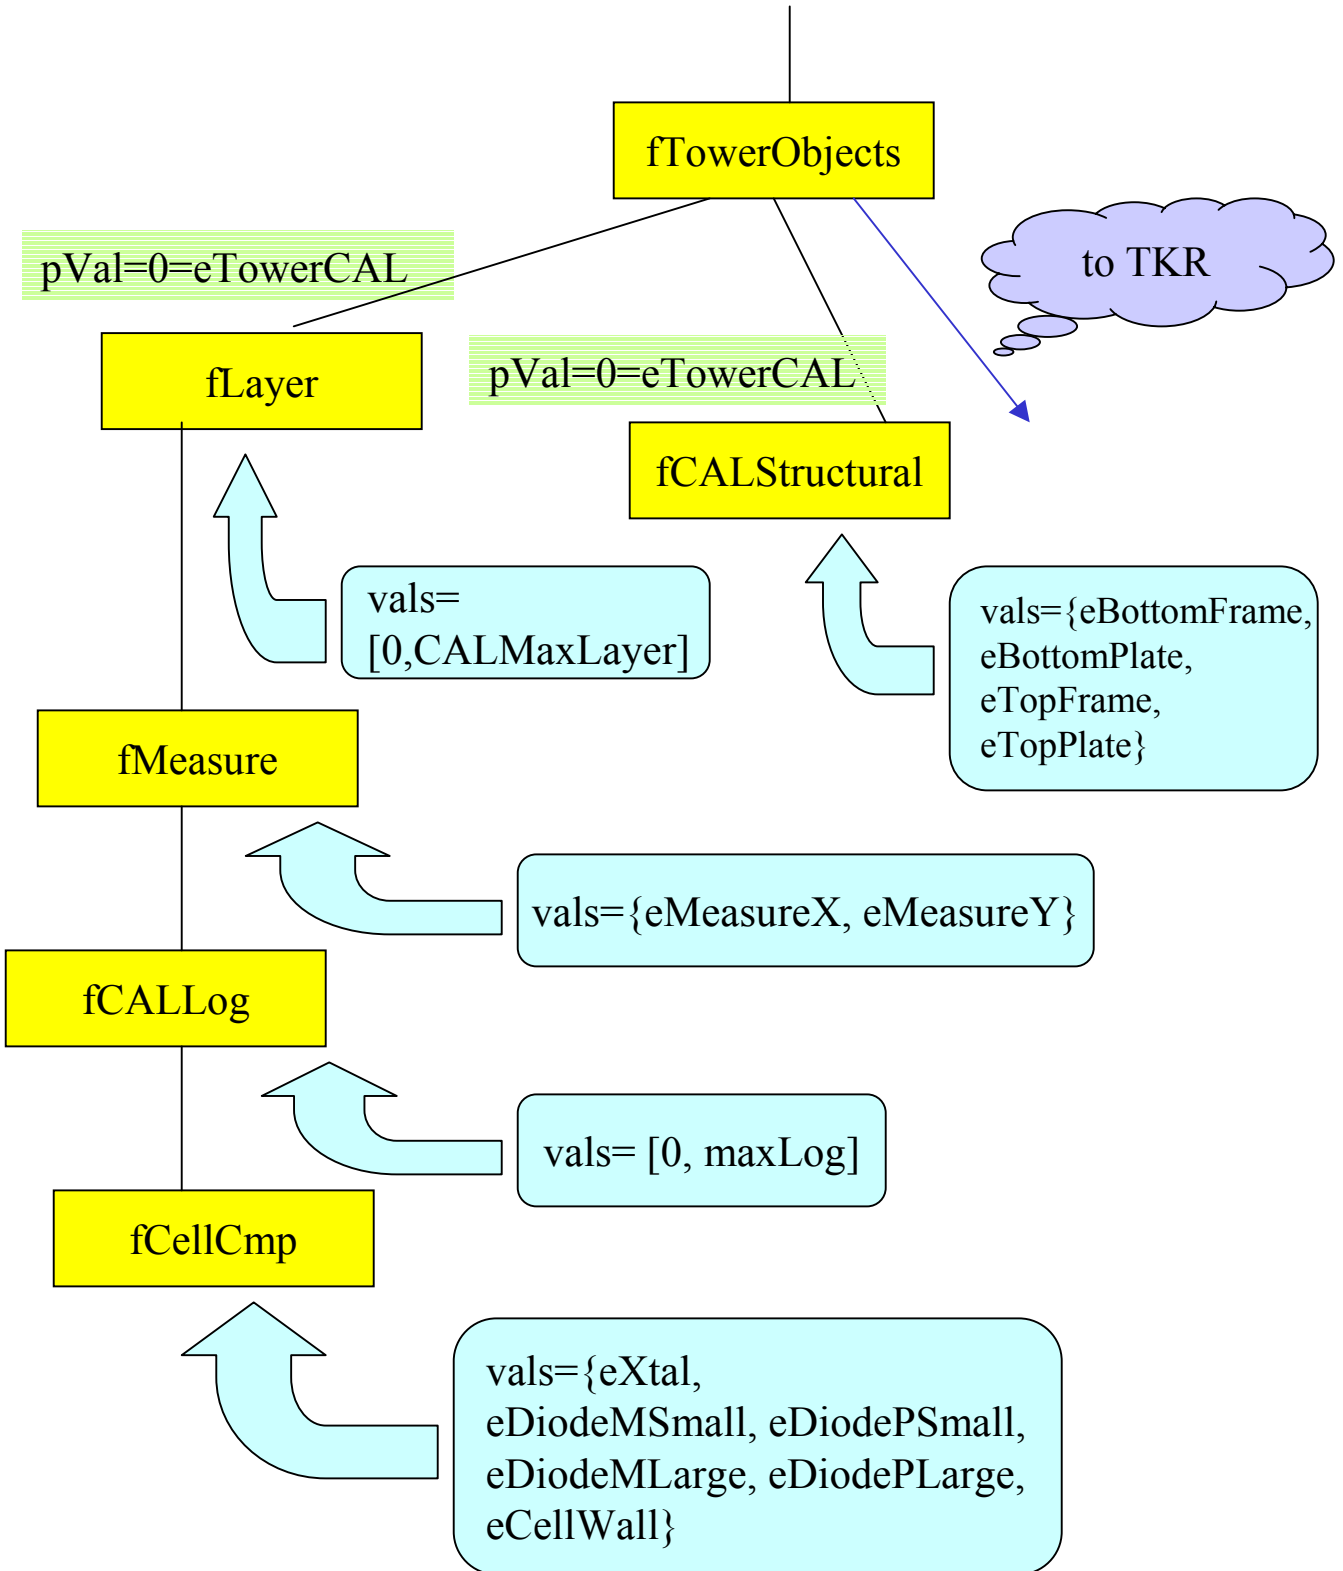 fTowerObjects
pVal=0=eTowerCAL
to TKR
fLayer
pVal=0=eTowerCAL
fCALStructural
vals=
[0,CALMaxLayer]
vals={eBottomFrame,
eBottomPlate,
eTopFrame,
eTopPlate}
fMeasure
vals={eMeasureX, eMeasureY}
fCALLog
vals= [0, maxLog]
fCellCmp
vals={eXtal,
eDiodeMSmall, eDiodePSmall,
eDiodeMLarge, eDiodePLarge,
eCellWall}